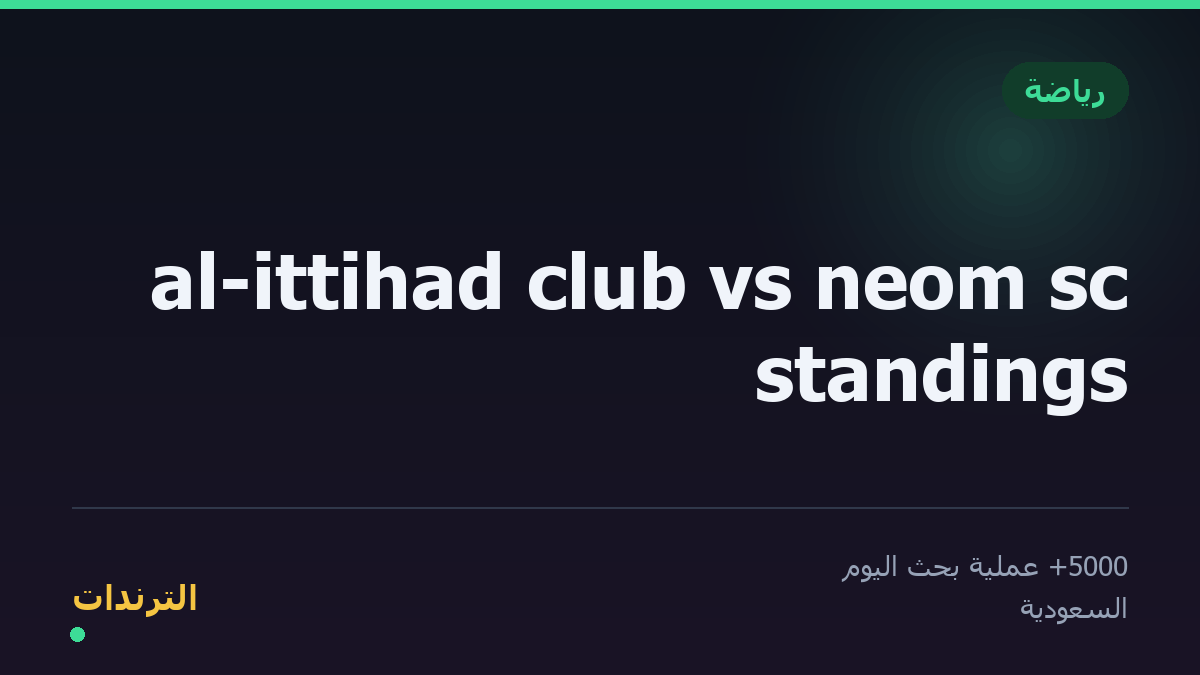 رياضة
al-ittihad club vs neom sc
standings
5000+ عملية بحث اليوم
السعودية
الترندات